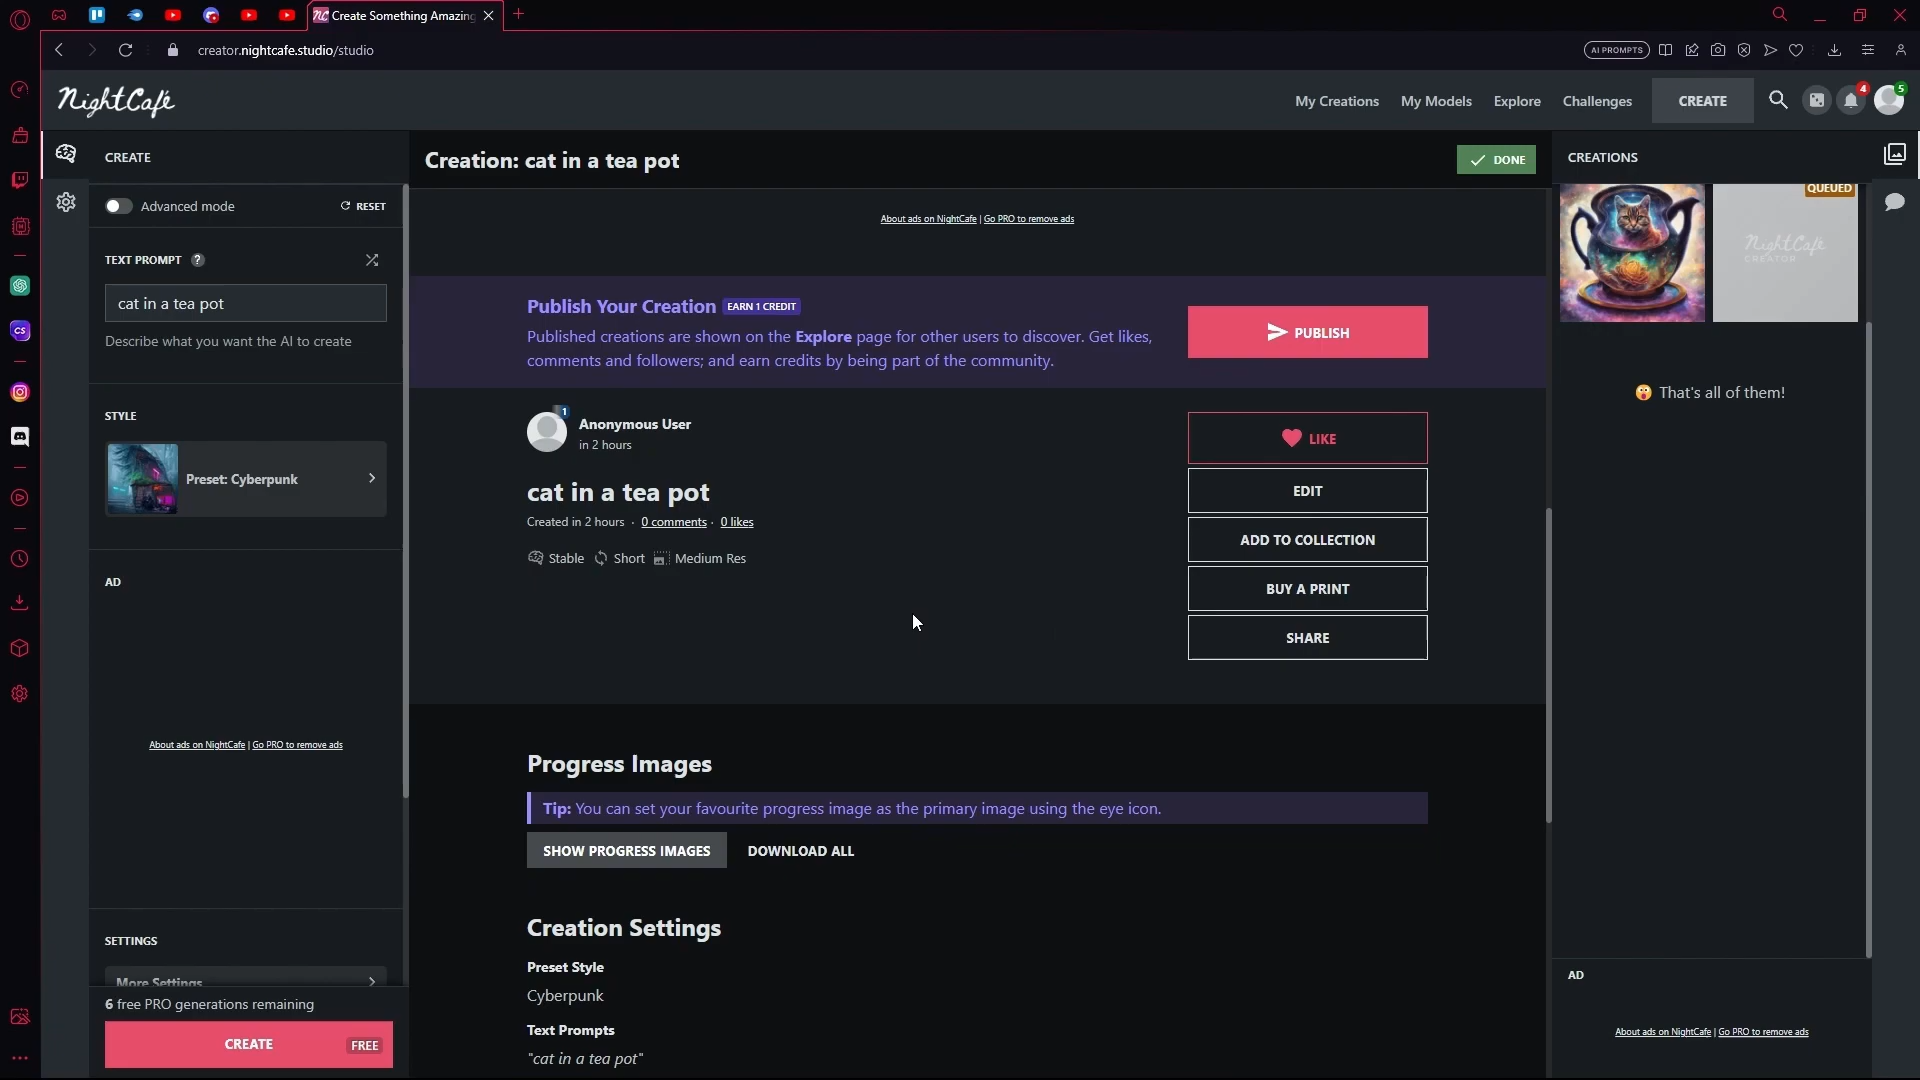 Create Something Amazing
creator.nightcafe.studio/studio
AI PROMPTS
NightCafé
My Creations
My Models
Explore
Challenges
CREATE
4
5
CREATE
Advanced mode
RESET
TEXT PROMPT ?
cat in a tea pot
Describe what you want the AI to create
STYLE
Preset: Cyberpunk
AD
About ads on NightCafe | Go PRO to remove ads
SETTINGS
More Settings
6 free PRO generations remaining
CREATE
FREE
Creation: cat in a tea pot
DONE
About ads on NightCafe | Go PRO to remove ads
Publish Your Creation EARN 1 CREDIT
Published creations are shown on the Explore page for other users to discover. Get likes,
comments and followers; and earn credits by being part of the community.
PUBLISH
1
Anonymous User
in 2 hours
cat in a tea pot
Created in 2 hours · 0 comments · 0 likes
Stable Short Medium Res
LIKE
EDIT
ADD TO COLLECTION
BUY A PRINT
SHARE
Progress Images
Tip: You can set your favourite progress image as the primary image using the eye icon.
SHOW PROGRESS IMAGES
DOWNLOAD ALL
Creation Settings
Preset Style
Cyberpunk
Text Prompts
"cat in a tea pot"
CREATIONS
QUEUED
NightCafé
CREATOR
That's all of them!
AD
About ads on NightCafe | Go PRO to remove ads
CS
NC